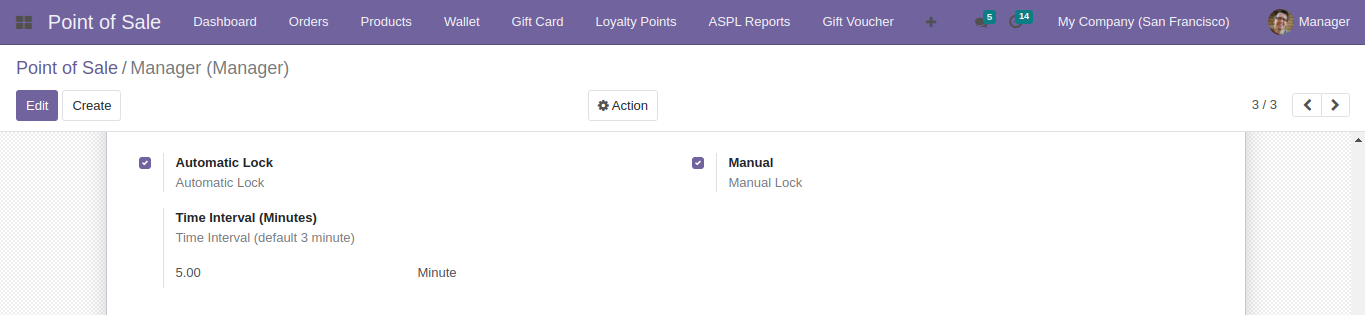 Point of Sale Dashboard Orders Products Wallet Gift Card Loyalty Points ASPL Reports Gift Voucher 5 14 My Company (San Francisco) Manager
Point of Sale / Manager (Manager)
Edit Create Action 3 / 3
Automatic Lock Manual
Automatic Lock Manual Lock
Time Interval (Minutes)
Time Interval (default 3 minute)
5.00 Minute